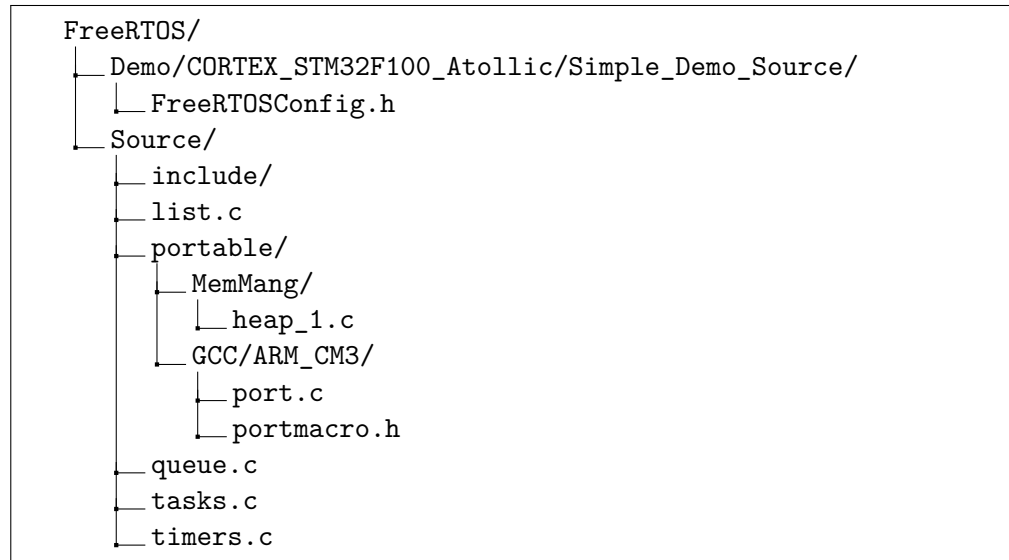 FreeRTOS/
Demo/CORTEX_STM32F100_Atollic/Simple_Demo_Source/
FreeRTOSConfig.h
Source/
include/
list.c
portable/
MemMang/
heap_1.c
GCC/ARM_CM3/
port.c
portmacro.h
queue.c
tasks.c
timers.c